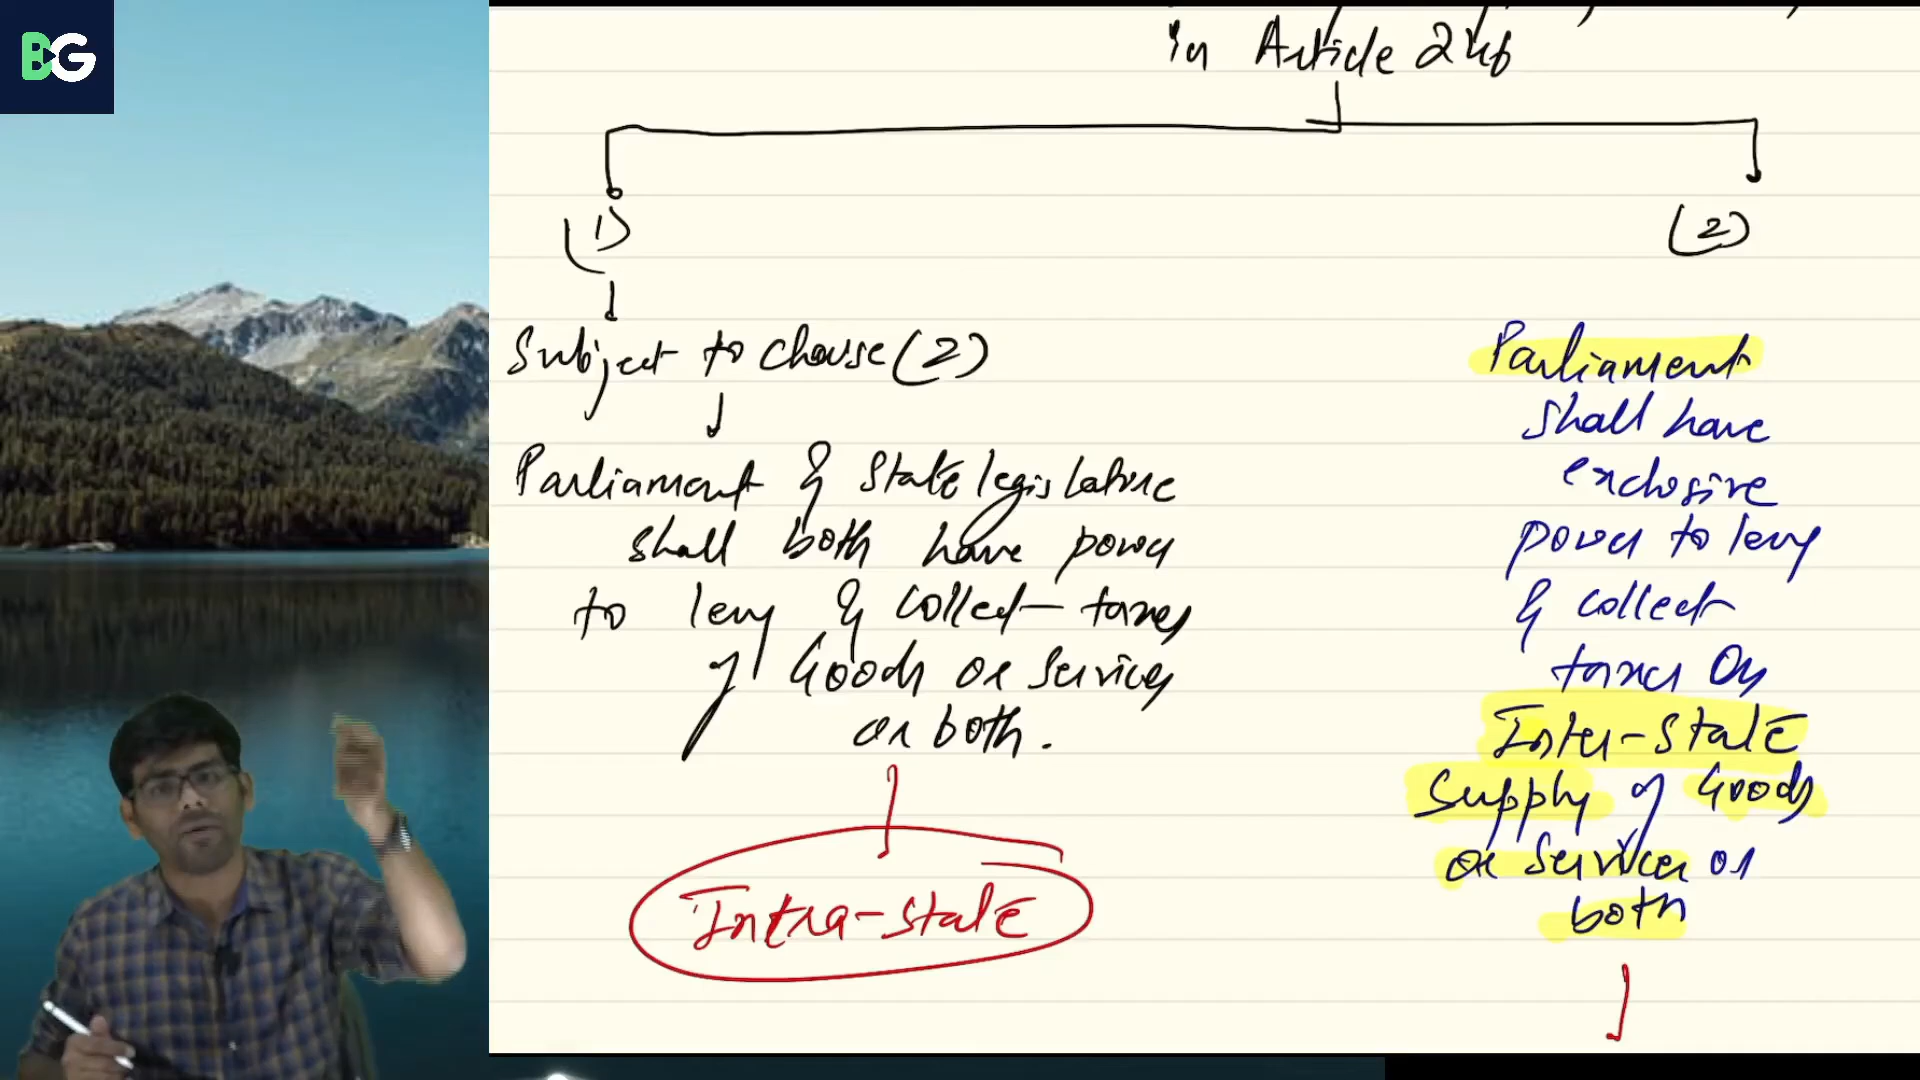 BG
in Article 246
(1)
(2)
Subject to clause (2)
Parliament & State legislature
shall both have power
to levy & collect taxes
of Goods or Services
or both.
Intra-State
Parliament
shall have
exclusive
power to levy
& collect
taxes on
Inter-State
Supply of Goods
or Services or
both